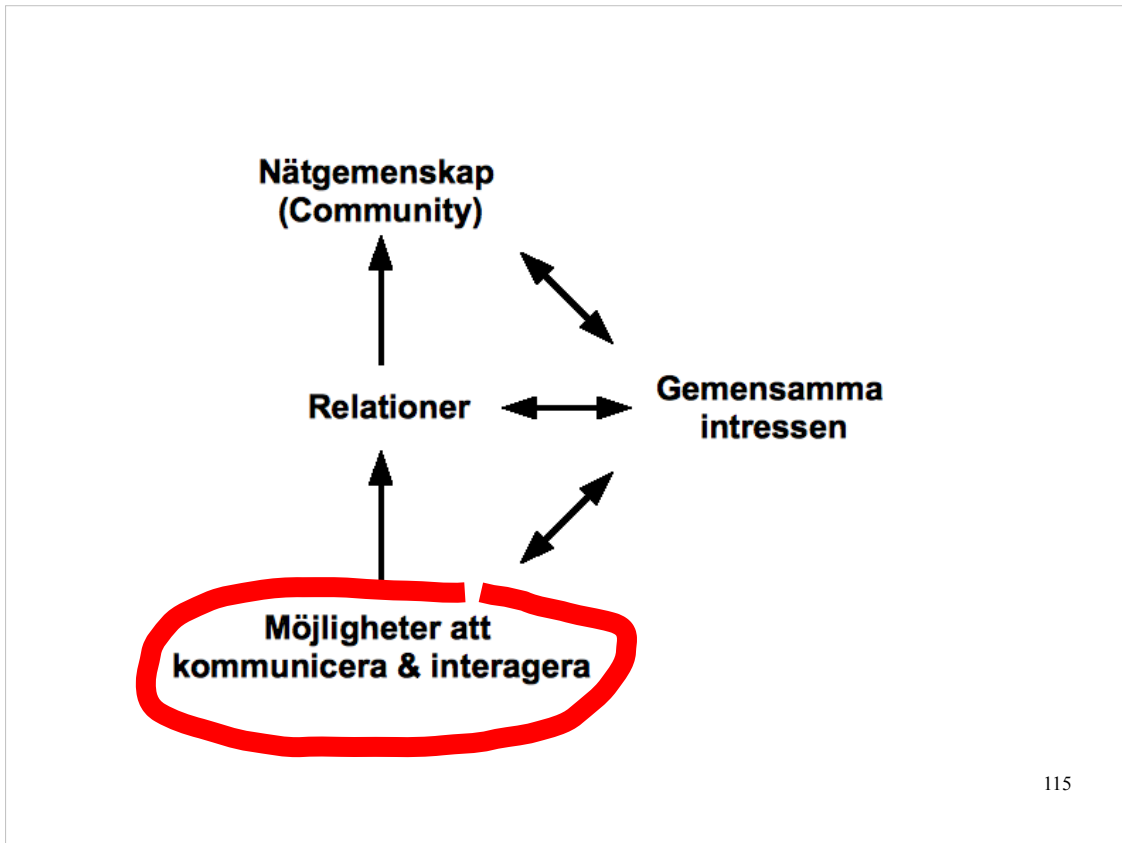 Nätgemenskap
(Community)
Relationer
Gemensamma
intressen
Möjligheter att
kommunicera & interagera
115